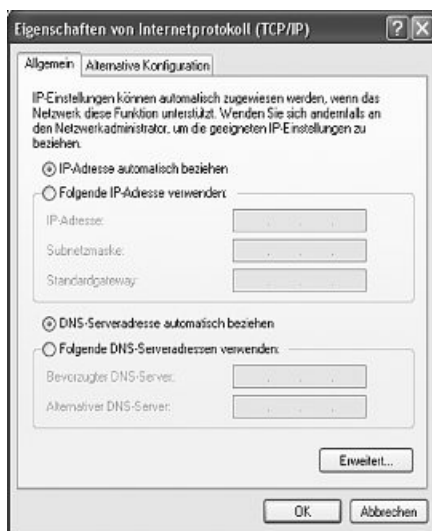 Eigenschaften von Internetprotokoll (TCP/IP)
Allgemein
Alternative Konfiguration
IP-Einstellungen können automatisch zugewiesen werden, wenn das
Netzwerk diese Funktion unterstützt. Wenden Sie sich andernfalls an
den Netzwerkadministrator, um die geeigneten IP-Einstellungen zu
beziehen.
IP-Adresse automatisch beziehen
Folgende IP-Adresse verwenden:
IP-Adresse:
Subnetzmaske:
Standardgateway:
DNS-Serveradresse automatisch beziehen
Folgende DNS-Serveradressen verwenden:
Bevorzugter DNS-Server:
Alternativer DNS-Server:
Erweitert...
OK
Abbrechen